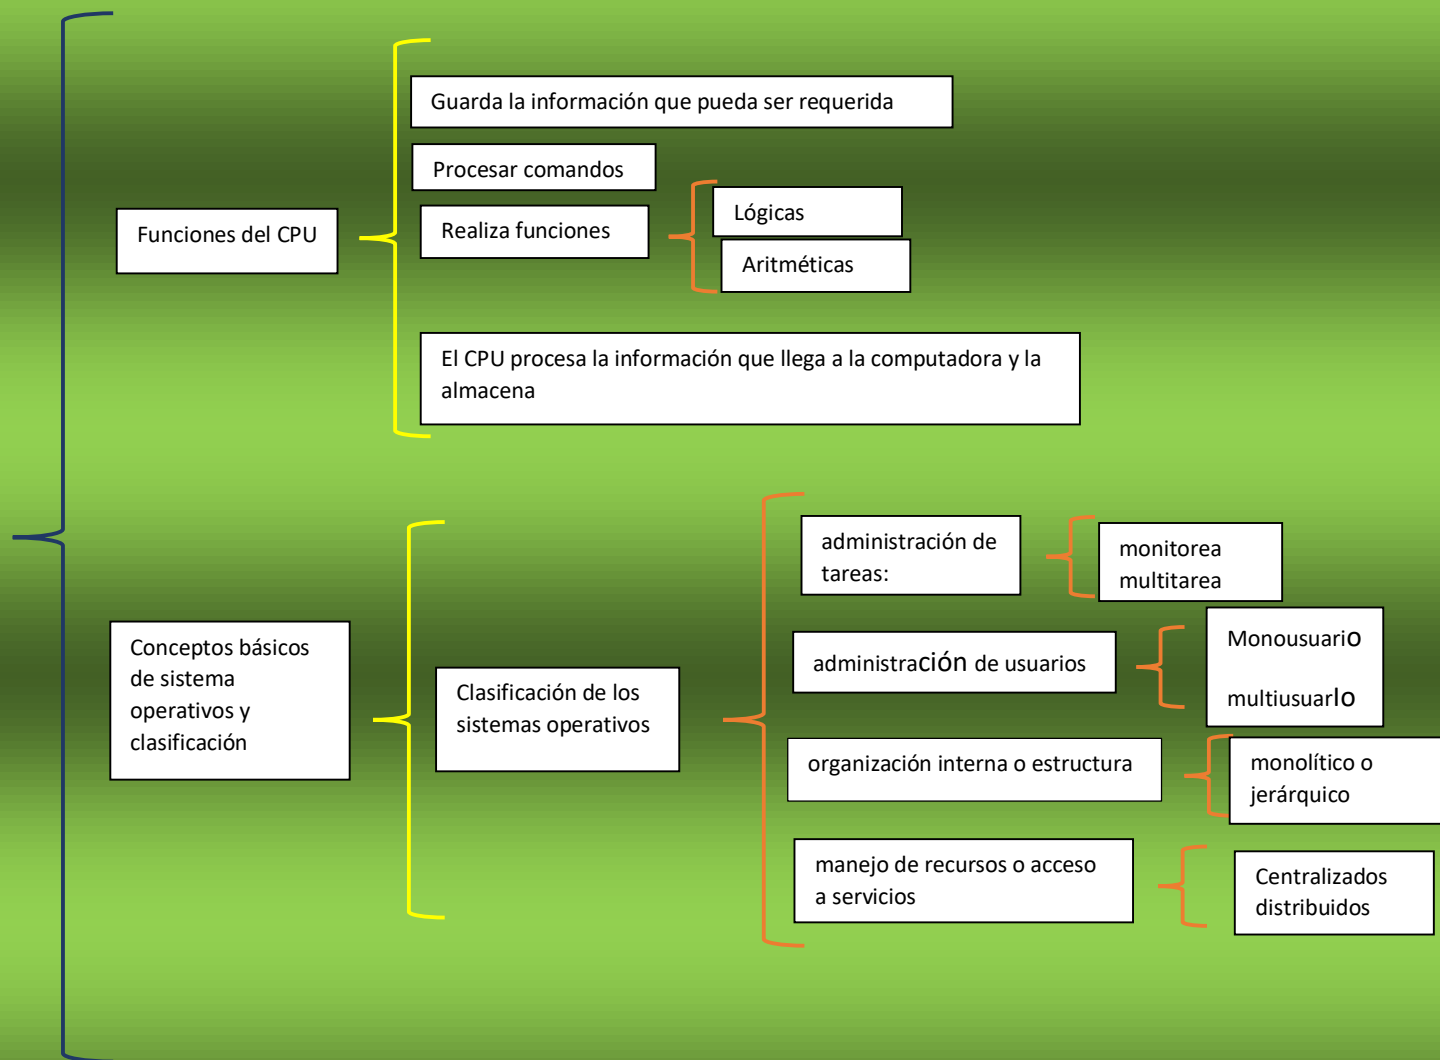 Guarda la información que pueda ser requerida
Procesar comandos
Funciones del CPU
Realiza funciones
Lógicas
Aritméticas
El CPU procesa la información que llega a la computadora y la
almacena
Conceptos básicos
de sistema
operativos y
clasificación
Clasificación de los
sistemas operativos
administración de
tareas:
monitorea
multitarea
administración de usuarios
Monousuario
multiusuarlo
organización interna o estructura
monolítico o
jerárquico
manejo de recursos o acceso
a servicios
Centralizados
distribuidos